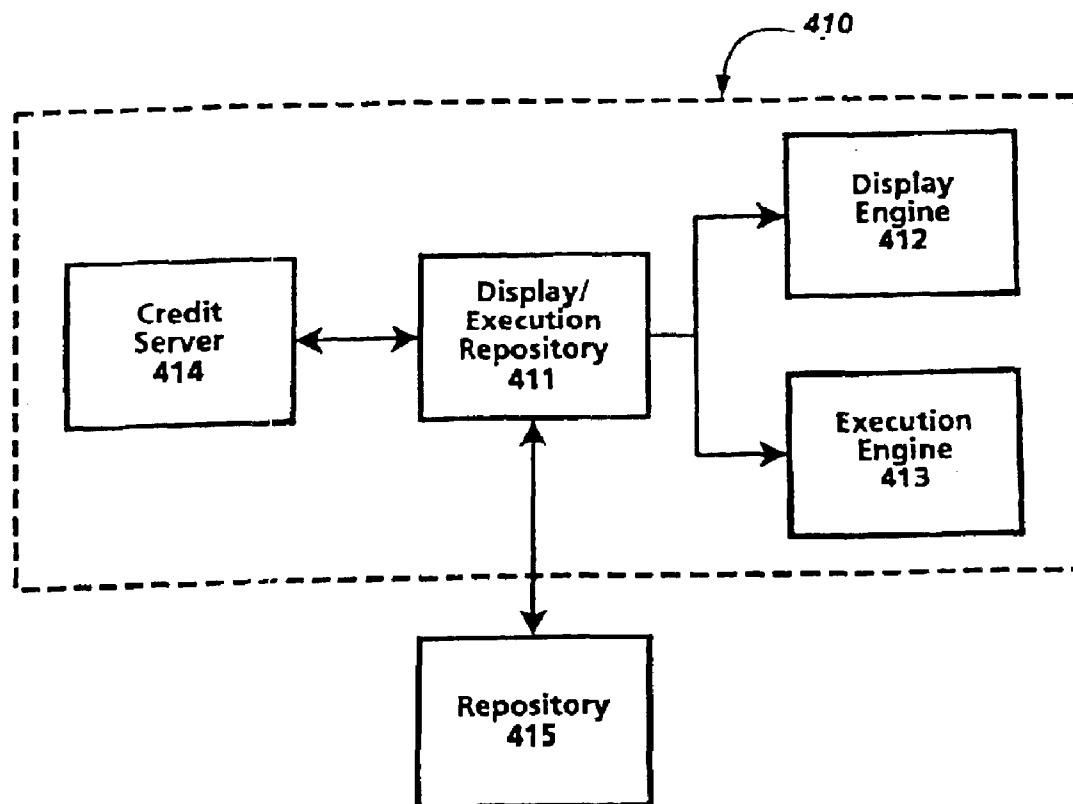 410
Display
Engine
412
Credit
Server
414
Display/
Execution
Repository
411
Execution
Engine
413
Repository
415